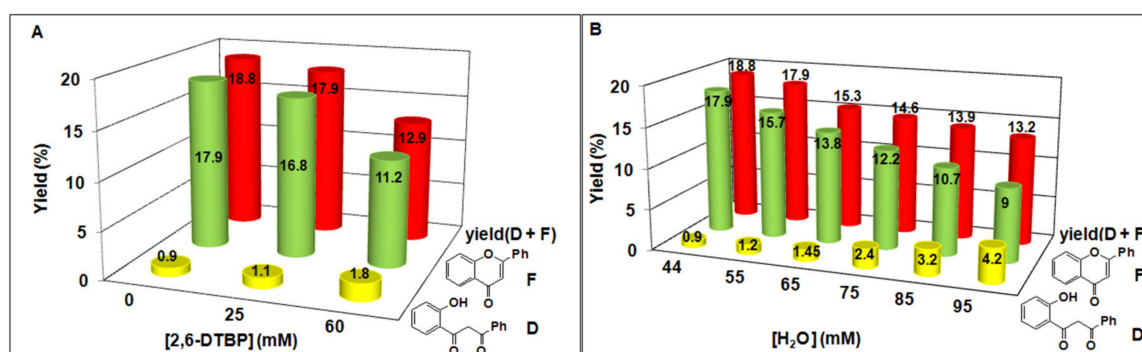 A
20
15
10
5
0
Yield (%)
18.8
17.9
12.9
17.9
16.8
11.2
0.9
1.1
1.8
0
25
60
[2,6-DTBP] (mM)
yield(D + F)
O
Ph
F
O
OH
Ph
D
O
O
B
20
15
10
5
0
Yield (%)
18.8
17.9
15.3
14.6
13.9
13.2
17.9
15.7
13.8
12.2
10.7
9
0.9
1.2
1.45
2.4
3.2
4.2
44
55
65
75
85
95
[H₂O] (mM)
yield(D + F)
O
Ph
F
O
OH
Ph
D
O
O